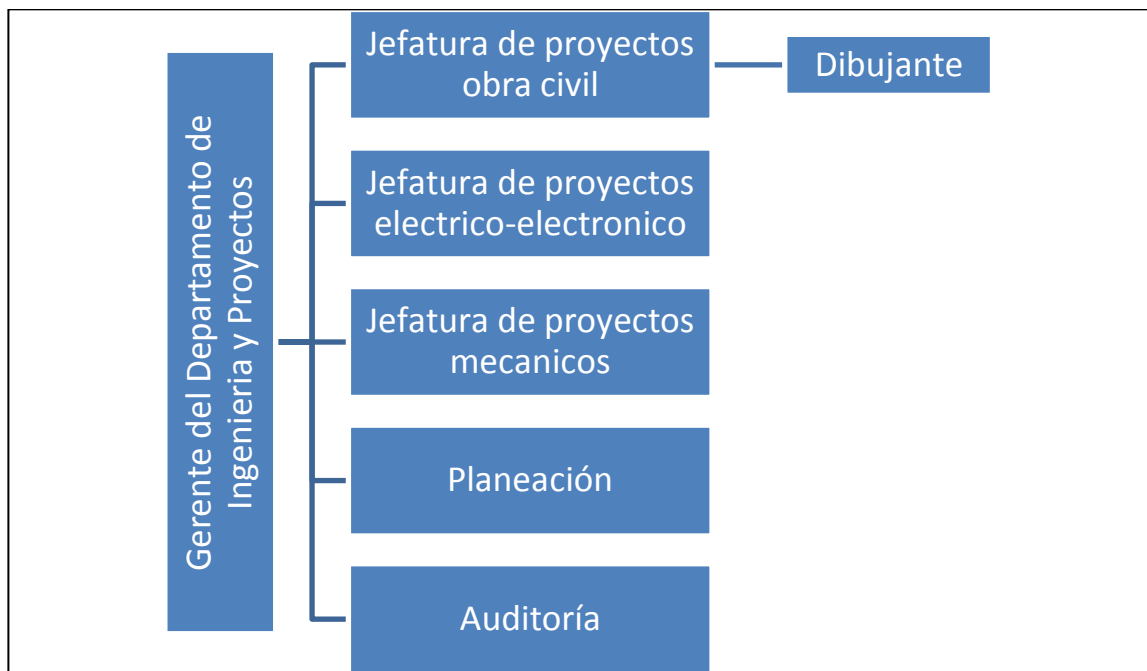 Gerente del Departamento de
Ingenieria y Proyectos
Jefatura de proyectos
obra civil
Dibujante
Jefatura de proyectos
electrico-electronico
Jefatura de proyectos
mecanicos
Planeación
Auditoría